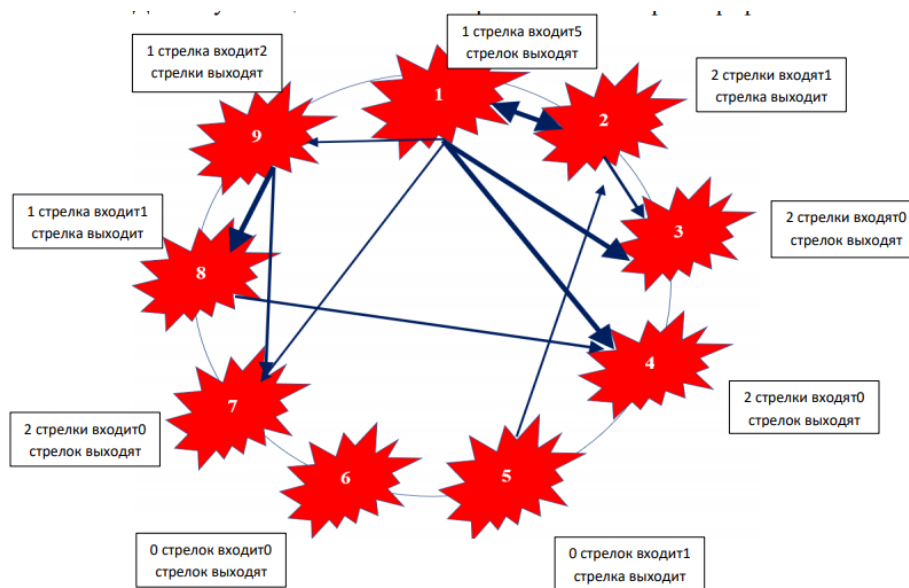 1 стрелка входит2
стрелки выходят
1 стрелка входит5
стрелок выходят
2 стрелки входят1
стрелка выходит
1
2
9
1 стрелка входит1
стрелка выходит
2 стрелки входят0
стрелок выходят
3
8
4
7
2 стрелки входит0
стрелок выходят
2 стрелки входят0
стрелок выходят
6
5
0 стрелок входит0
стрелок выходят
0 стрелок входит1
стрелка выходит